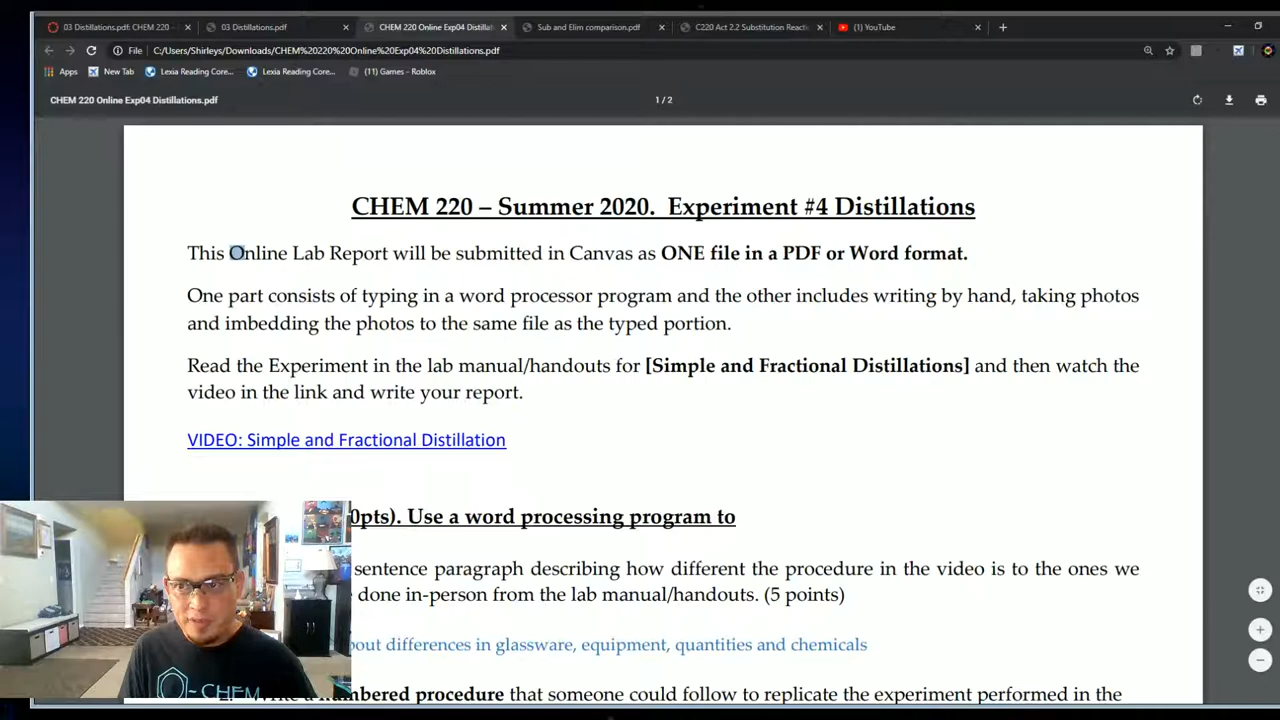 03 Distillations.pdf: CHEM 220
03 Distillations.pdf
CHEM 220 Online Exp04 Distillat
Sub and Elim comparison.pdf
C220 Act 2.2 Substitution Reacti
(1) YouTube
File C:/Users/Shirleys/Downloads/CHEM%20220%20Online%20Exp04%20Distillations.pdf
Apps New Tab Lexia Reading Core... Lexia Reading Core... (11) Games - Roblox
CHEM 220 Online Exp04 Distillations.pdf 1 / 2
CHEM 220 – Summer 2020. Experiment #4 Distillations
This Online Lab Report will be submitted in Canvas as ONE file in a PDF or Word format.
One part consists of typing in a word processor program and the other includes writing by hand, taking photos
and imbedding the photos to the same file as the typed portion.
Read the Experiment in the lab manual/handouts for [Simple and Fractional Distillations] and then watch the
video in the link and write your report.
VIDEO: Simple and Fractional Distillation
0pts). Use a word processing program to
sentence paragraph describing how different the procedure in the video is to the ones we
done in-person from the lab manual/handouts. (5 points)
out differences in glassware, equipment, quantities and chemicals
numbered procedure that someone could follow to replicate the experiment performed in the
O-CHEM